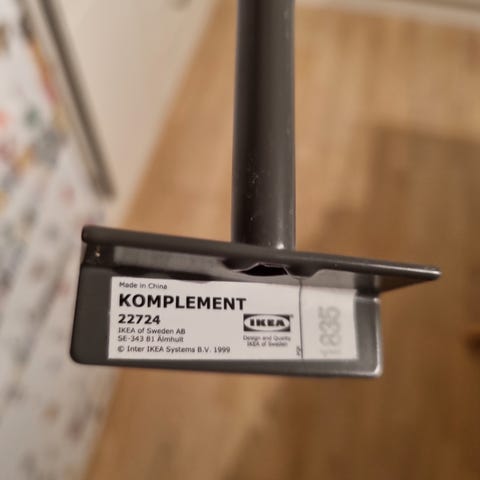 Made in China
KOMPLEMENT
22724
IKEA of Sweden AB
SE-343 81 Älmhult
© Inter IKEA Systems B.V. 1999
IKEA
Design and Quality
IKEA of Sweden
1835